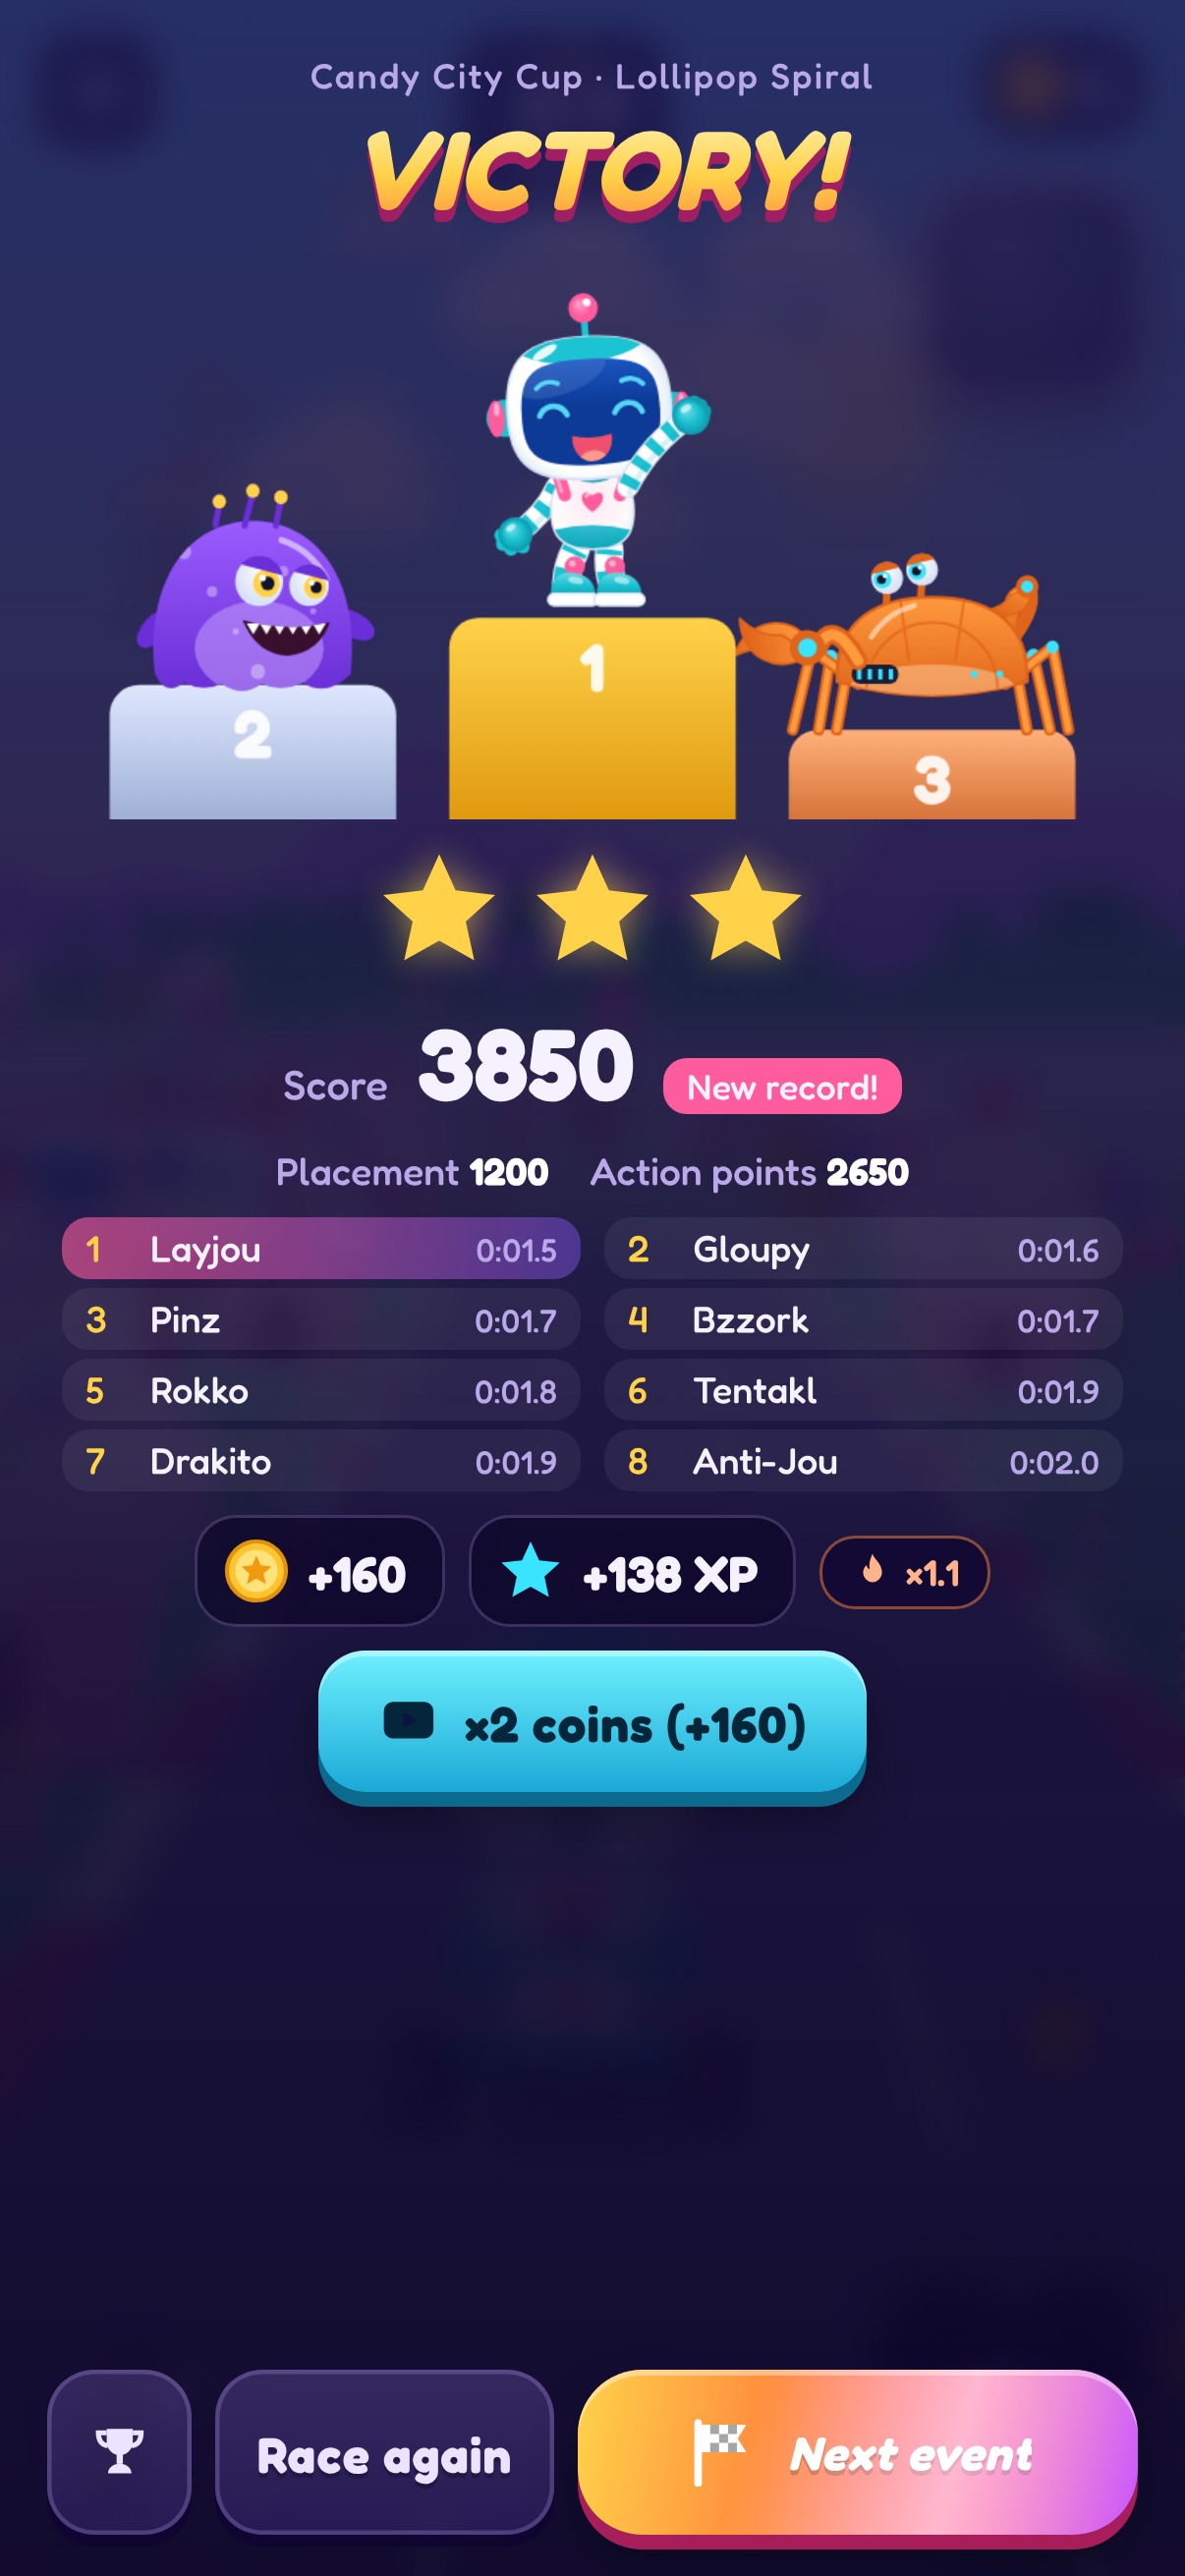 Candy City Cup · Lollipop Spiral
VICTORY!
1
2
3
Score 3850 New record!
Placement 1200 Action points 2650
1 Layjou 0:01.5
2 Gloupy 0:01.6
3 Pinz 0:01.7
4 Bzzork 0:01.7
5 Rokko 0:01.8
6 Tentakl 0:01.9
7 Drakito 0:01.9
8 Anti-Jou 0:02.0
+160 +138 XP x1.1
x2 coins (+160)
Race again Next event